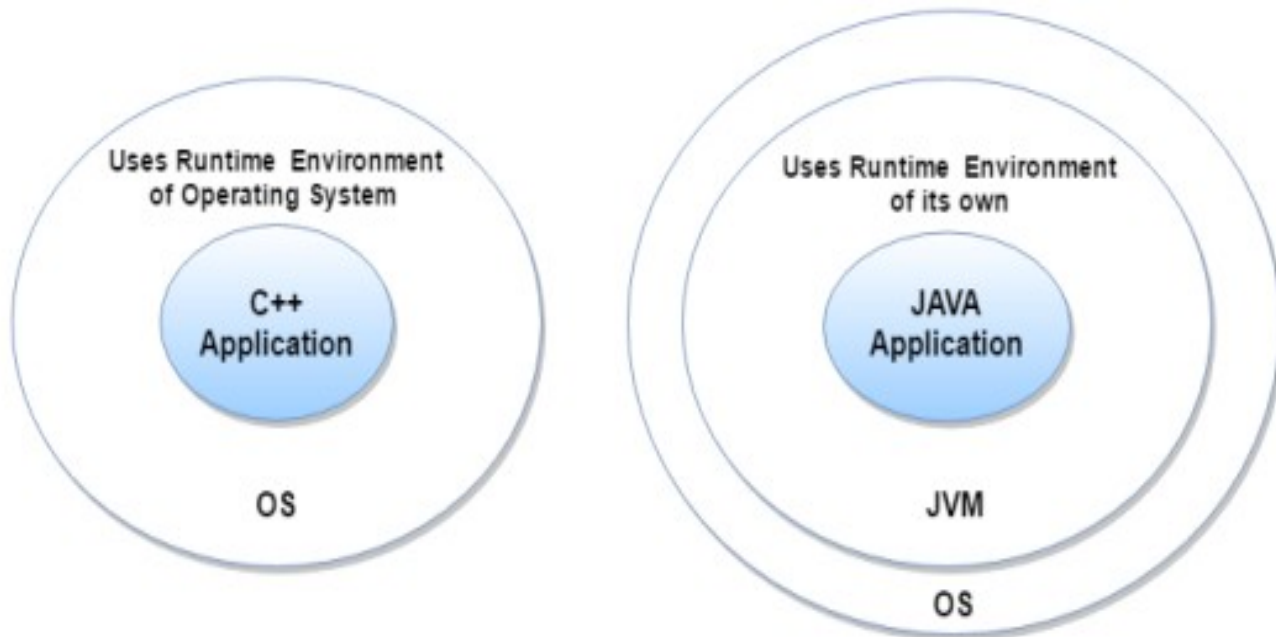 Uses Runtime Environment
of Operating System
C++
Application
OS
Uses Runtime Environment
of its own
JAVA
Application
JVM
OS